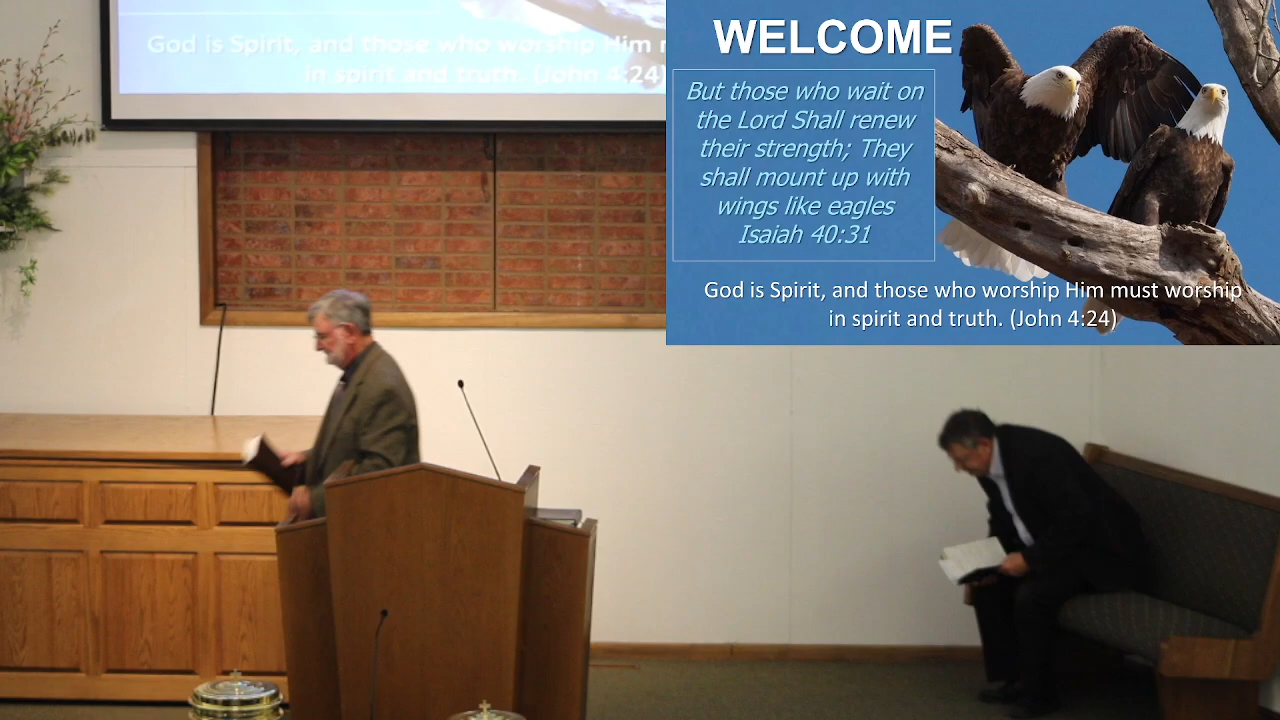 God is Spirit, and those who worship Him
in spirit and truth. (John 4:24)
WELCOME
But those who wait on
the Lord Shall renew
their strength; They
shall mount up with
wings like eagles
Isaiah 40:31
God is Spirit, and those who worship Him must worship
in spirit and truth. (John 4:24)